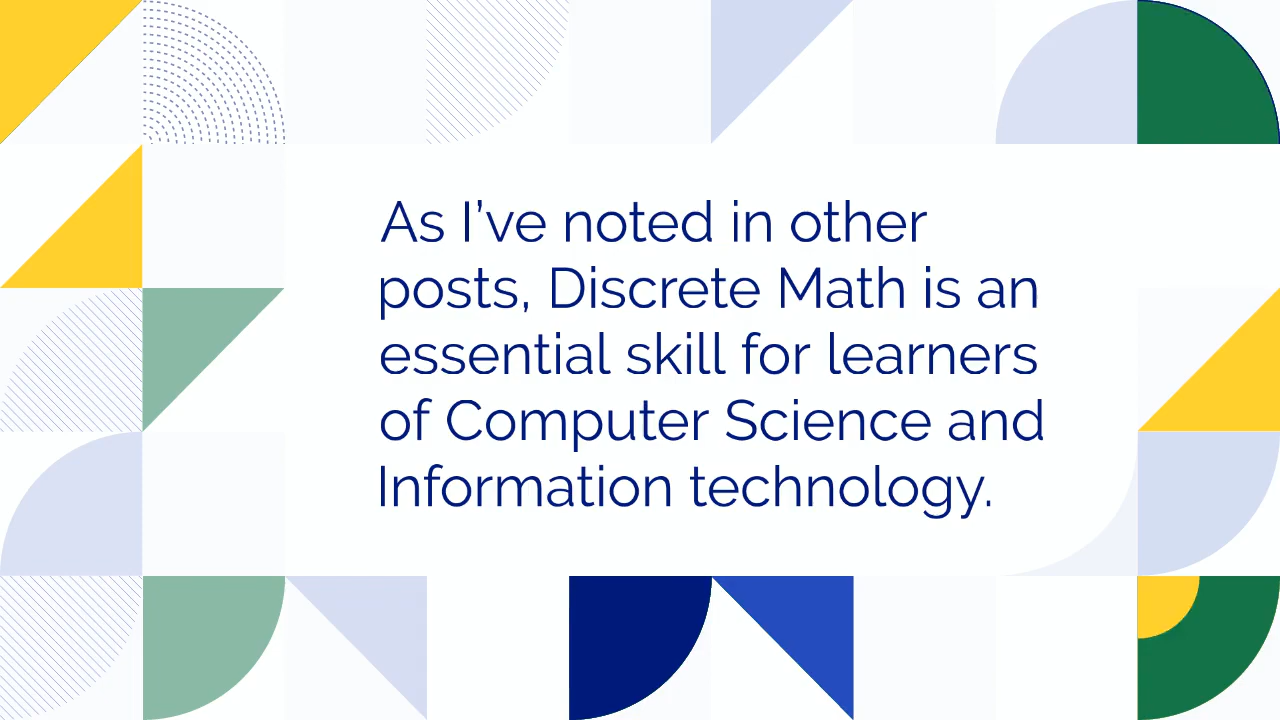 As I’ve noted in other
posts, Discrete Math is an
essential skill for learners
of Computer Science and
Information technology.